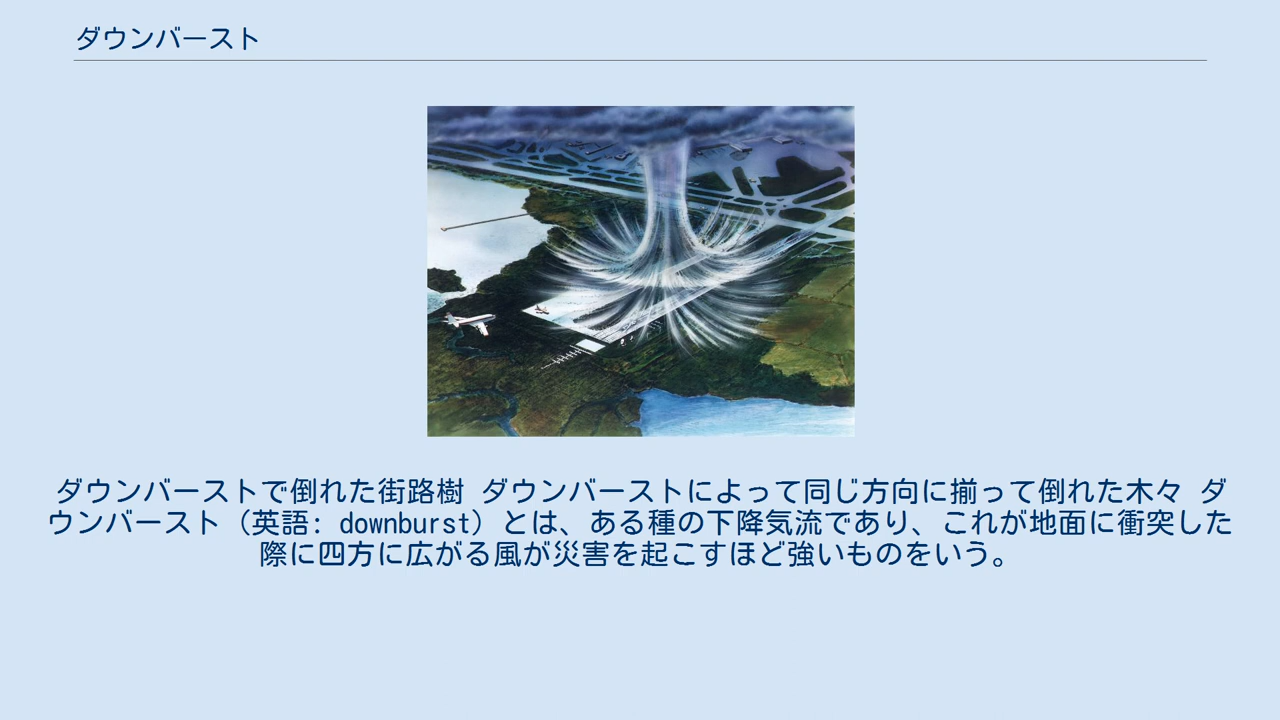 ダウンバースト
ダウンバーストで倒れた街路樹 ダウンバーストによって同じ方向に揃って倒れた木々 ダ
ウンバースト（英語: downburst）とは、ある種の下降気流であり、これが地面に衝突した
際に四方に広がる風が災害を起こすほど強いものをいう。